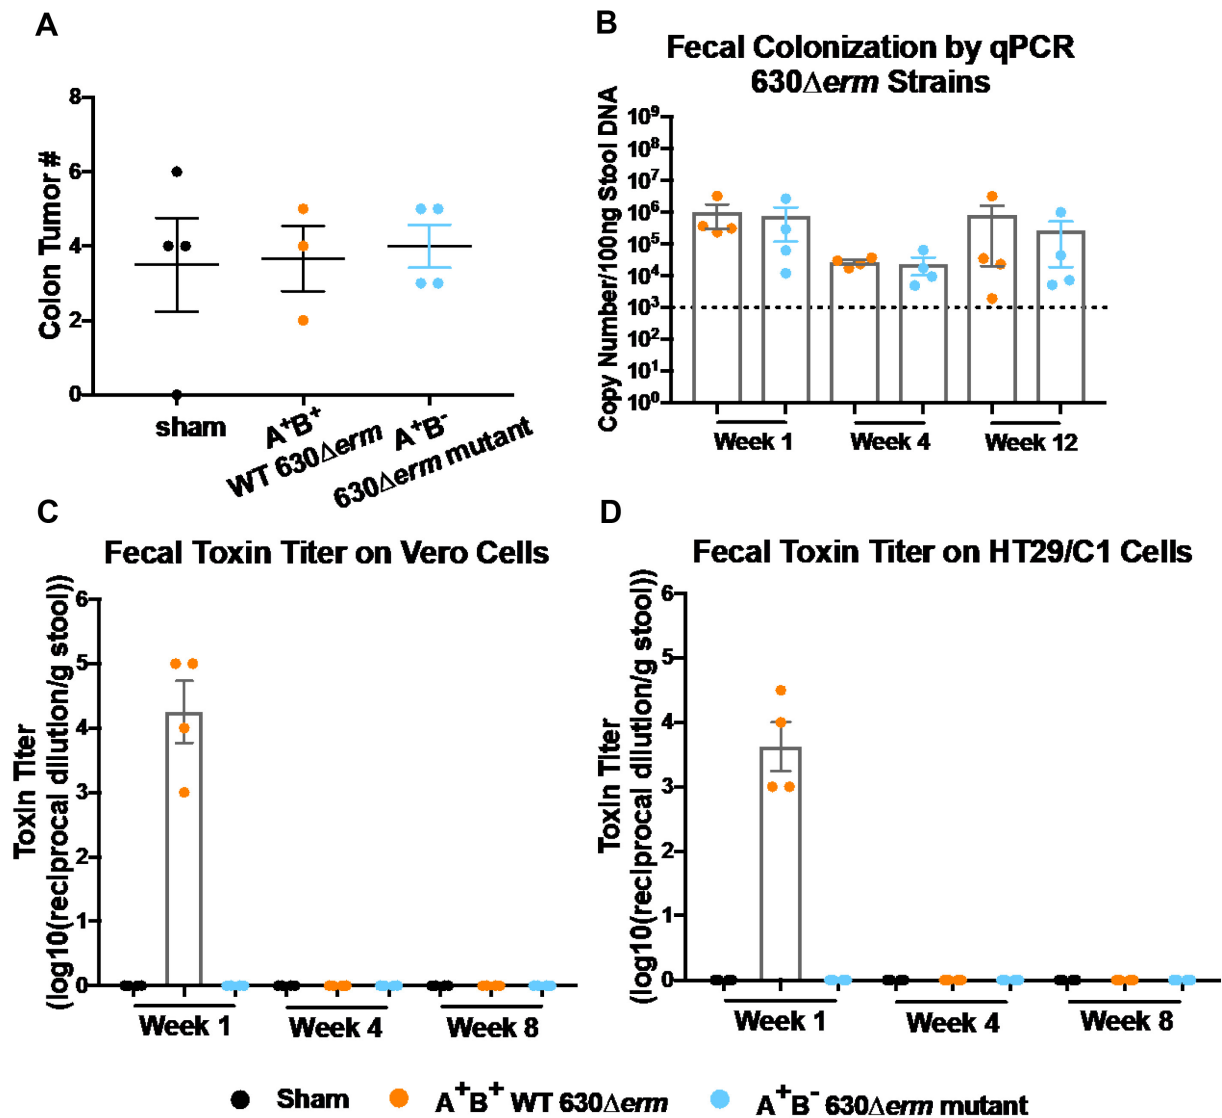 A
Colon Tumor #
8
6
4
2
0
sham
A⁺B⁺
WT 630Δerm
A⁺B⁻
630Δerm mutant
B
Fecal Colonization by qPCR
630Δerm Strains
Copy Number/100ng Stool DNA
10⁹
10⁸
10⁷
10⁶
10⁵
10⁴
10³
10²
10¹
10⁰
Week 1 Week 4 Week 12
C
Fecal Toxin Titer on Vero Cells
Toxin Titer
(log10(reciprocal dilution/g stool))
6
5
4
3
2
1
0
Week 1 Week 4 Week 8
D
Fecal Toxin Titer on HT29/C1 Cells
Toxin Titer
(log10(reciprocal dilution/g stool))
6
5
4
3
2
1
0
Week 1 Week 4 Week 8
Sham A⁺B⁺ WT 630Δerm A⁺B⁻ 630Δerm mutant